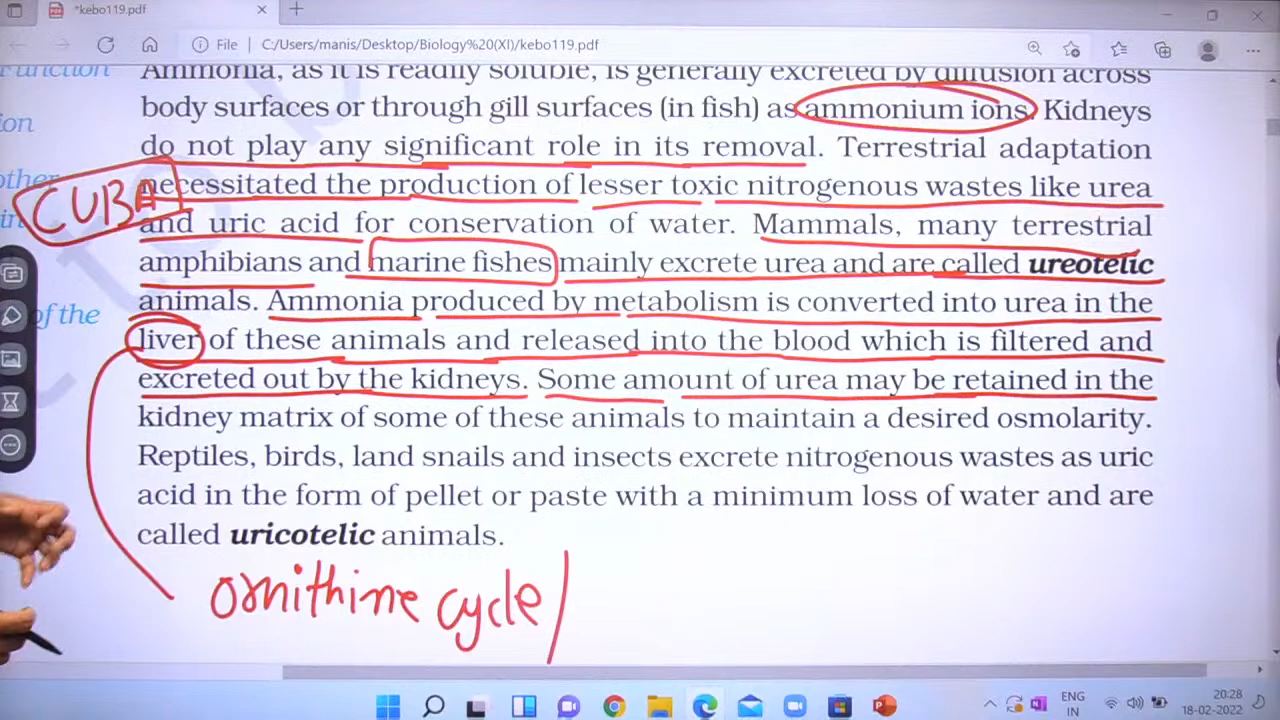 *kebo119.pdf
File C:/Users/manis/Desktop/Biology%20(XI)/kebo119.pdf
Function
Ammonia, as it is readily soluble, is generally excreted by diffusion across
body surfaces or through gill surfaces (in fish) as ammonium ions. Kidneys
ion
do not play any significant role in its removal. Terrestrial adaptation
other
CUBA
necessitated the production of lesser toxic nitrogenous wastes like urea
in
and uric acid for conservation of water. Mammals, many terrestrial
amphibians and marine fishes mainly excrete urea and are called ureotelic
animals. Ammonia produced by metabolism is converted into urea in the
of the
liver of these animals and released into the blood which is filtered and
excreted out by the kidneys. Some amount of urea may be retained in the
kidney matrix of some of these animals to maintain a desired osmolarity.
Reptiles, birds, land snails and insects excrete nitrogenous wastes as uric
acid in the form of pellet or paste with a minimum loss of water and are
called uricotelic animals.
ornithine cycle/
ENG
IN
20:28
18-02-2022